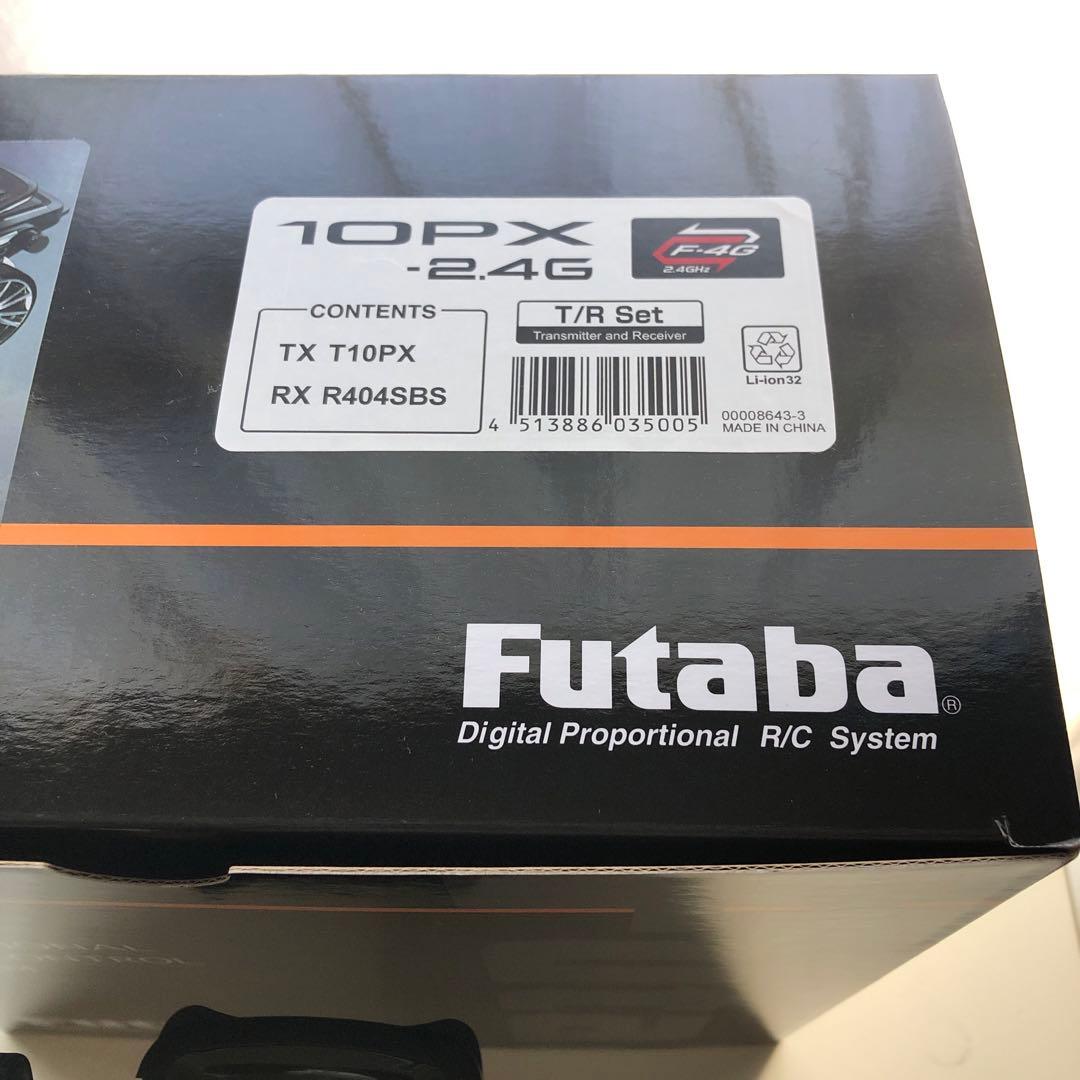 10PX
-2.4G
F-4G
2.4GHz
CONTENTS
TX T10PX
RX R404SBS
T/R Set
Transmitter and Receiver
4 513886 035005
Li-ion32
00008643-3
MADE IN CHINA
Futaba®
Digital Proportional R/C System